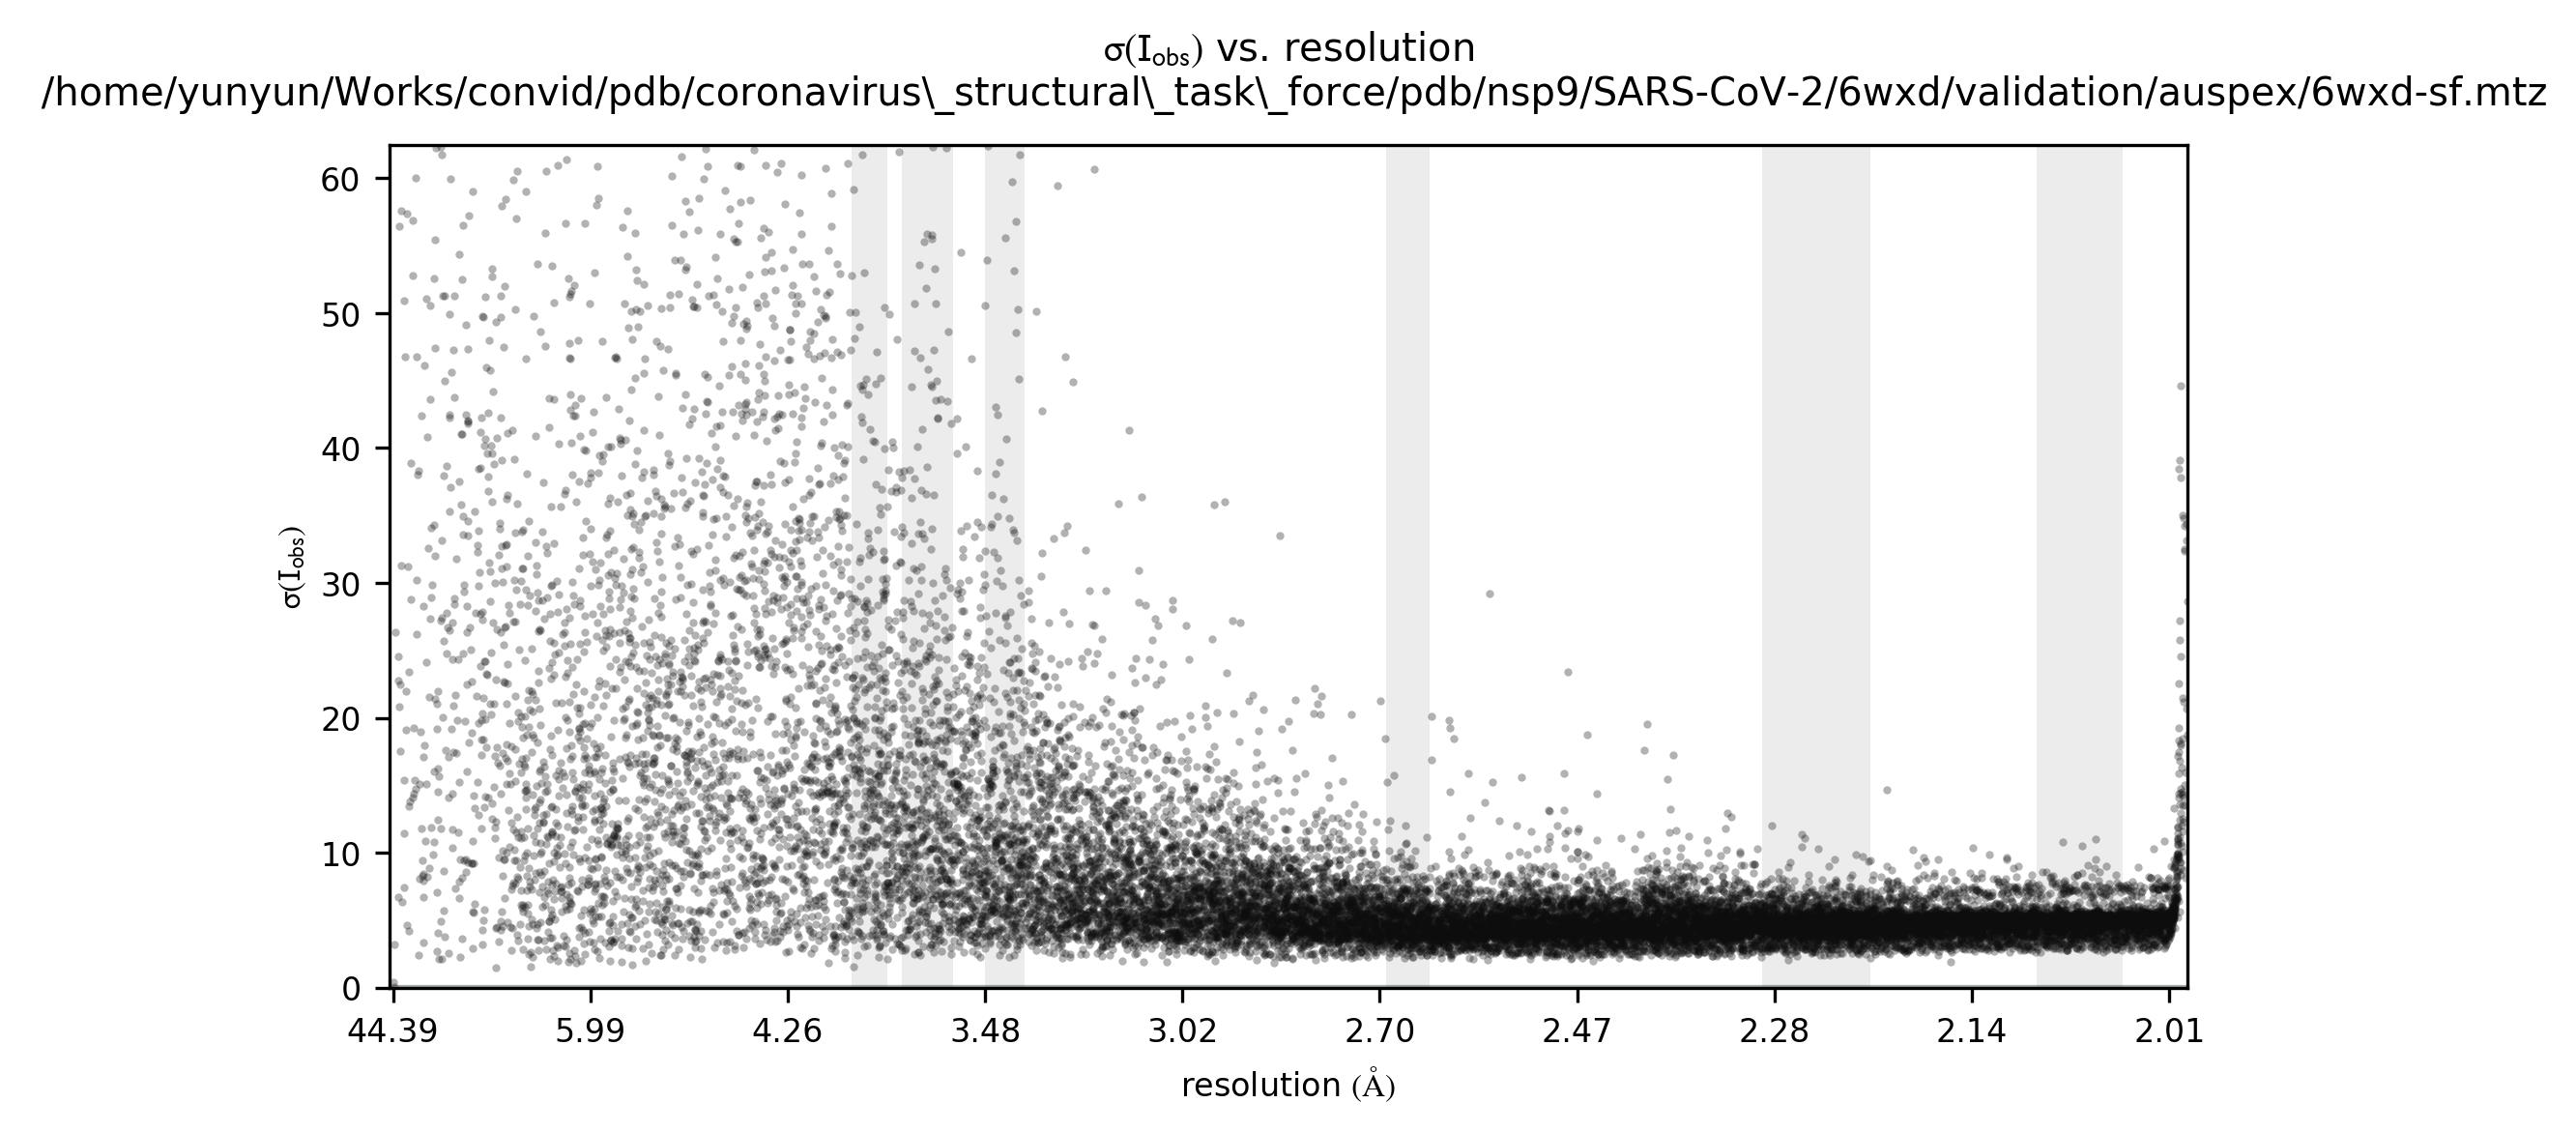 σ(Iobs) vs. resolution
/home/yunyun/Works/convid/pdb/coronavirus\_structural\_task\_force/pdb/nsp9/SARS-CoV-2/6wxd/validation/auspex/6wxd-sf.mtz
σ(Iobs)
60
50
40
30
20
10
0
44.39 5.99 4.26 3.48 3.02 2.70 2.47 2.28 2.14 2.01
resolution (Å)